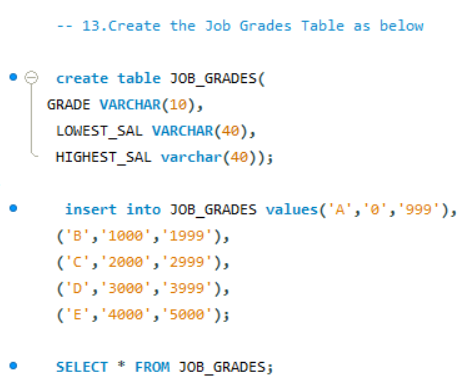 -- 13.Create the Job Grades Table as below
create table JOB_GRADES(
GRADE VARCHAR(10),
LOWEST_SAL VARCHAR(40),
HIGHEST_SAL varchar(40));
insert into JOB_GRADES values('A','0','999'),
('B','1000','1999'),
('C','2000','2999'),
('D','3000','3999'),
('E','4000','5000');
SELECT * FROM JOB_GRADES;